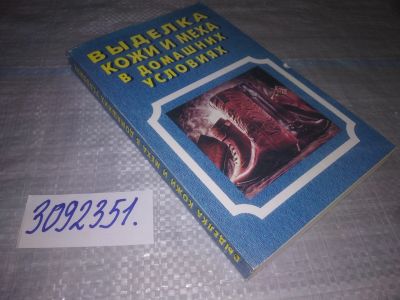 ВЫДЕЛКА
КОЖИ И МЕХА
В ДОМАШНИХ
УСЛОВИЯХ
ВЫДЕЛКА КОЖИ И МЕХА В ДОМАШНИХ УСЛОВИЯХ
3092351.